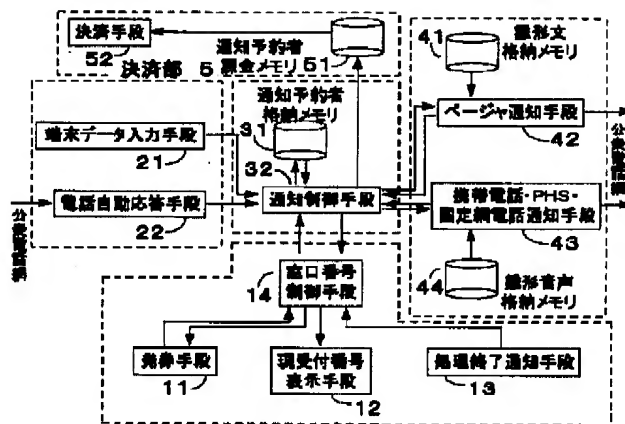 決済手段
52
通知予約者
課金メモリ
51
決済部 5
41
雛形文
格納メモリ
ページャ通知手段
42
公衆電話網
通知予約者
格納メモリ
31
32
通知制御手段
端末データ入力手段
21
電話自動応答手段
22
公衆電話網
携帯電話・PHS・
固定網電話通知手段
43
44
雛形音声
格納メモリ
14
窓口番号
制御手段
発券手段
11
現受付番号
表示手段
12
処理終了通知手段
13